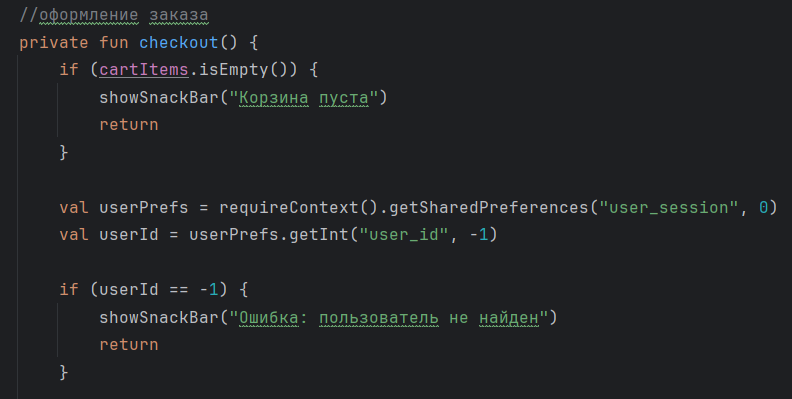 //оформление заказа
private fun checkout() {
if (cartItems.isEmpty()) {
showSnackBar("Корзина пуста")
return
}
val userPrefs = requireContext().getSharedPreferences("user_session", 0)
val userId = userPrefs.getInt("user_id", -1)
if (userId == -1) {
showSnackBar("Ошибка: пользователь не найден")
return
}